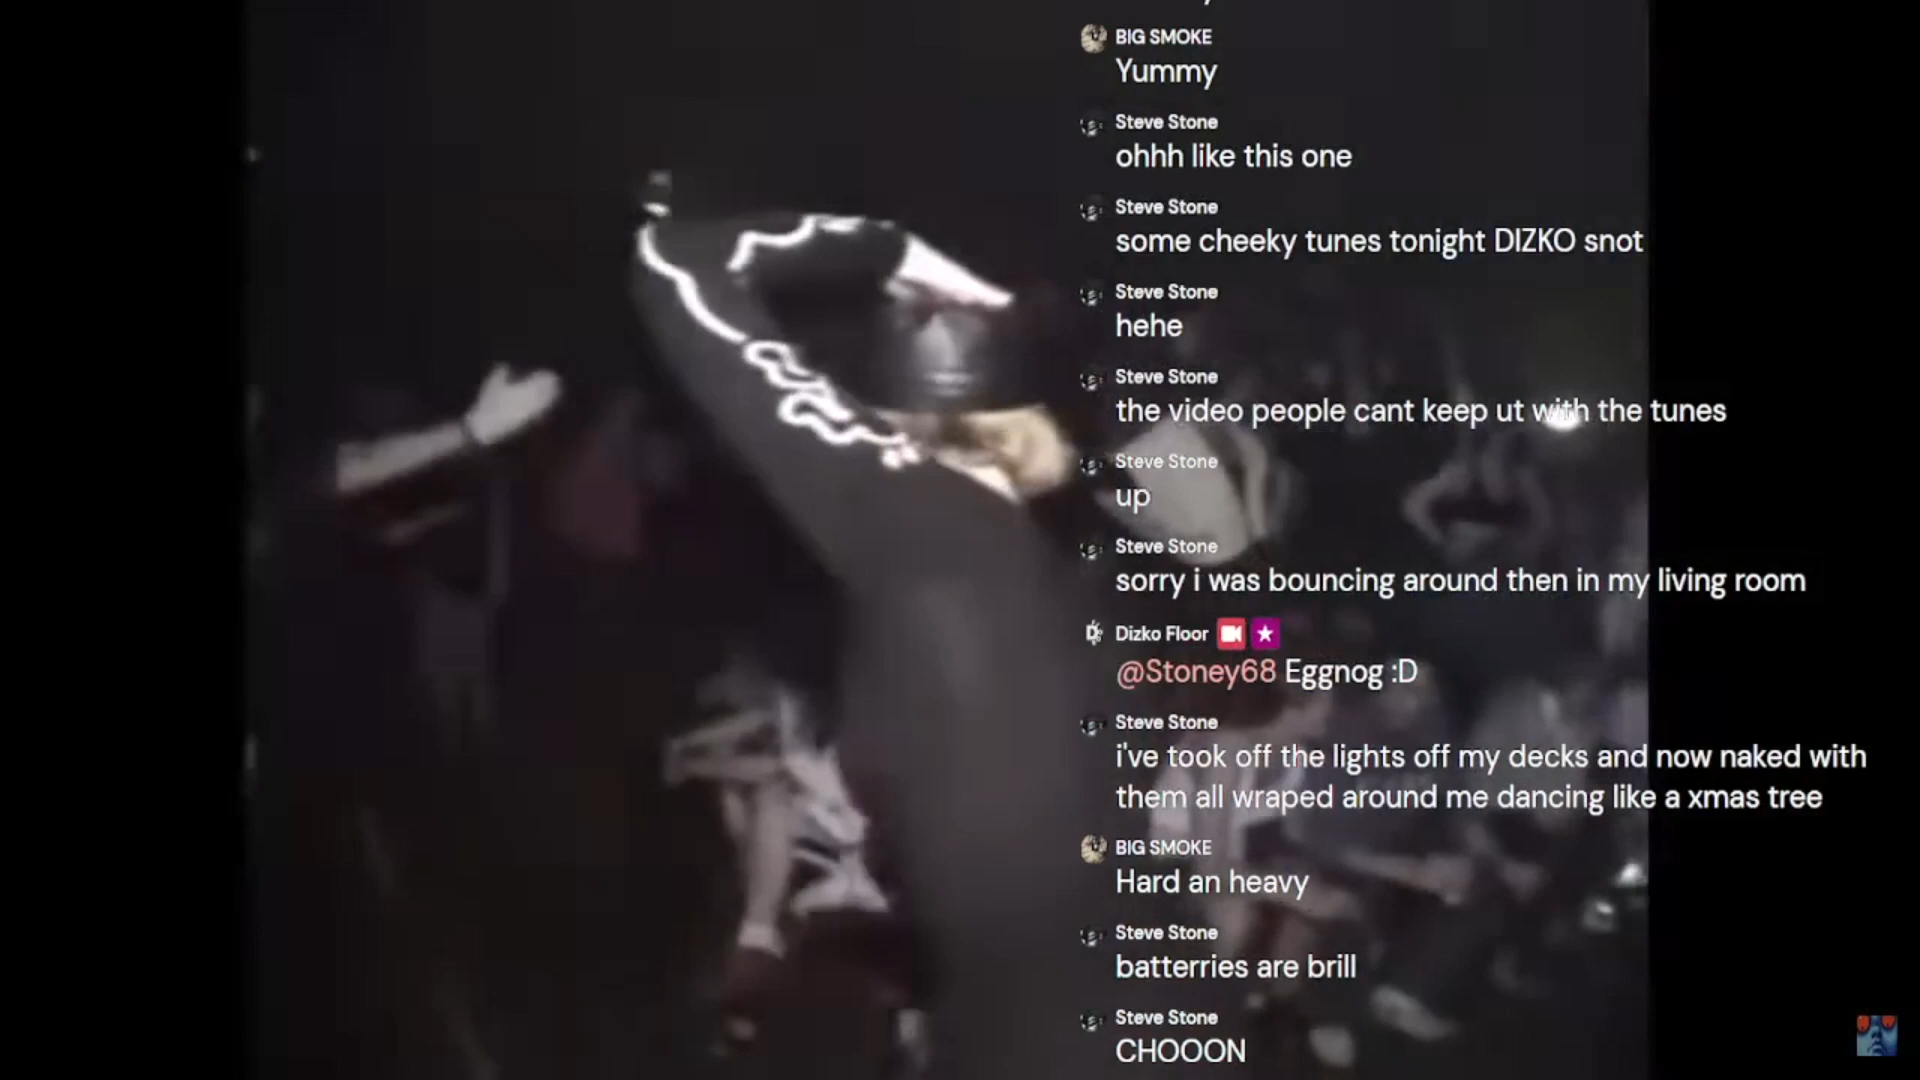 BIG SMOKE
Yummy
Steve Stone
ohhh like this one
Steve Stone
some cheeky tunes tonight DIZKO snot
Steve Stone
hehe
Steve Stone
the video people cant keep ut with the tunes
Steve Stone
up
Steve Stone
sorry i was bouncing around then in my living room
Dizko Floor
@Stoney68 Eggnog :D
Steve Stone
i've took off the lights off my decks and now naked with
them all wraped around me dancing like a xmas tree
BIG SMOKE
Hard an heavy
Steve Stone
batterries are brill
Steve Stone
CHOOON